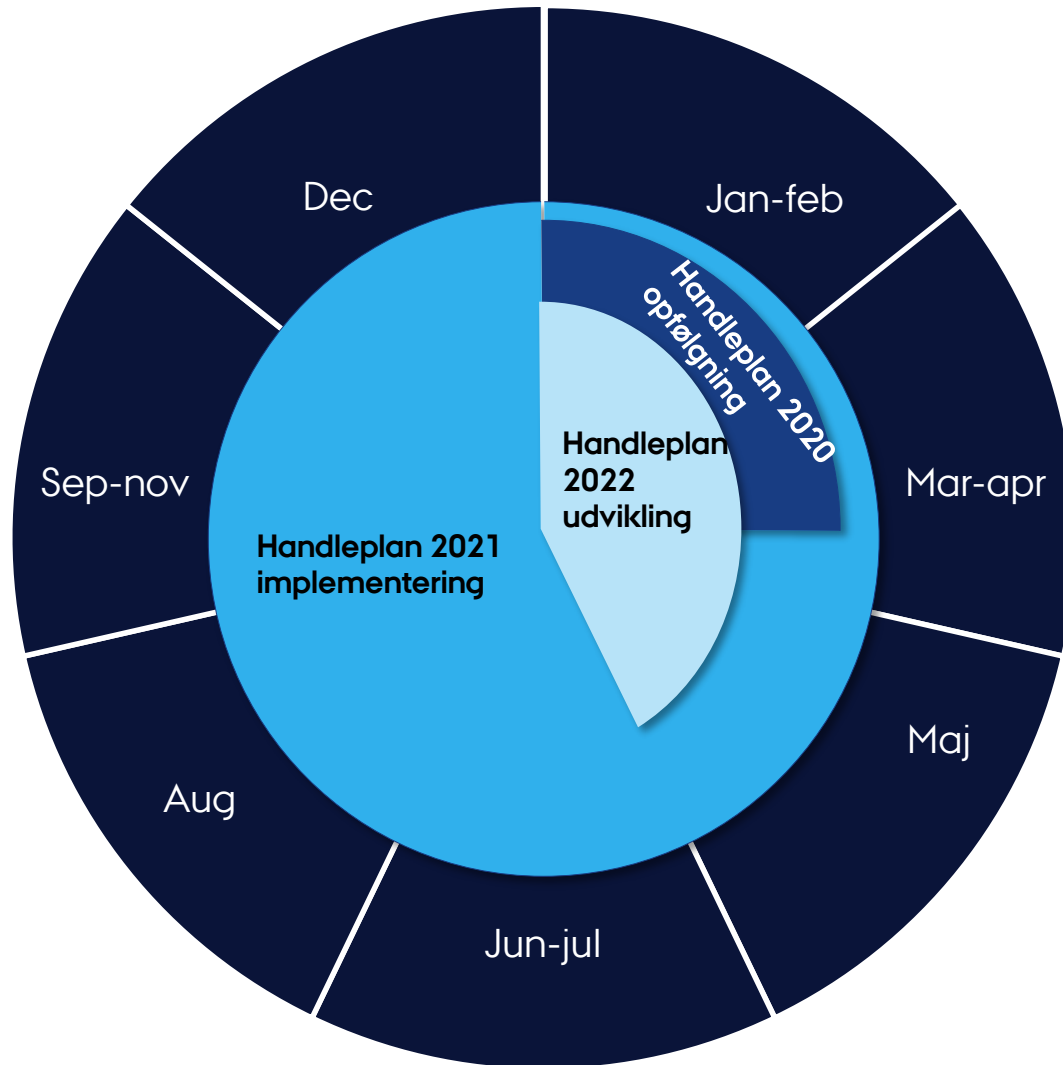 Dec
Jan-feb
Handleplan 2020
opfølgning
Handleplan
2022
udvikling
Sep-nov
Mar-apr
Handleplan 2021
implementering
Maj
Aug
Jun-jul